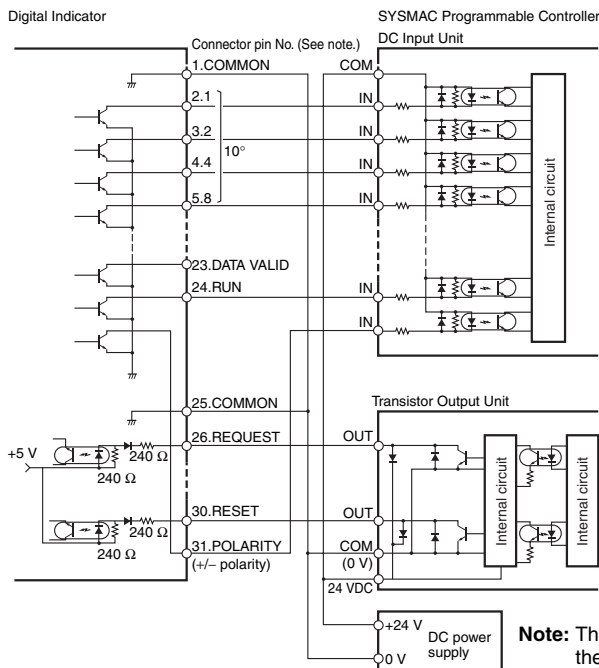 Digital Indicator
SYSMAC Programmable Controller
Connector pin No. (See note.)
DC Input Unit
1.COMMON
COM
2.1
IN
3.2
IN
10°
4.4
IN
5.8
IN
Internal circuit
23.DATA VALID
24.RUN
IN
IN
25.COMMON
Transistor Output Unit
26.REQUEST
OUT
+5 V
240 Ω
240 Ω
Internal circuit
Internal circuit
30.RESET
OUT
240 Ω
240 Ω
31.POLARITY
(+/– polarity)
COM
(0 V)
24 VDC
+24 V
DC power
supply
0 V
Note: Th
the